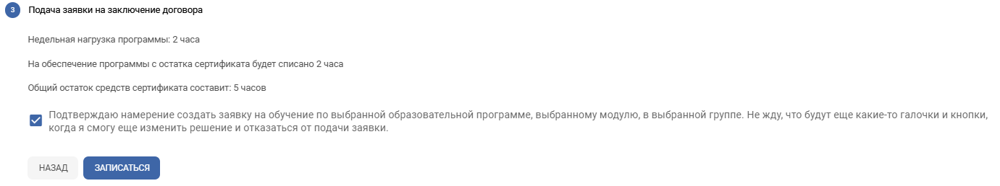 3 Подача заявки на заключение договора
Недельная нагрузка программы: 2 часа
На обеспечение программы с остатка сертификата будет списано 2 часа
Общий остаток средств сертификата составит: 5 часов
Подтверждаю намерение создать заявку на обучение по выбранной образовательной программе, выбранному модулю, в выбранной группе. Не жду, что будут еще какие-то галочки и кнопки,
когда я смогу еще изменить решение и отказаться от подачи заявки.
НАЗАД ЗАПИСАТЬСЯ